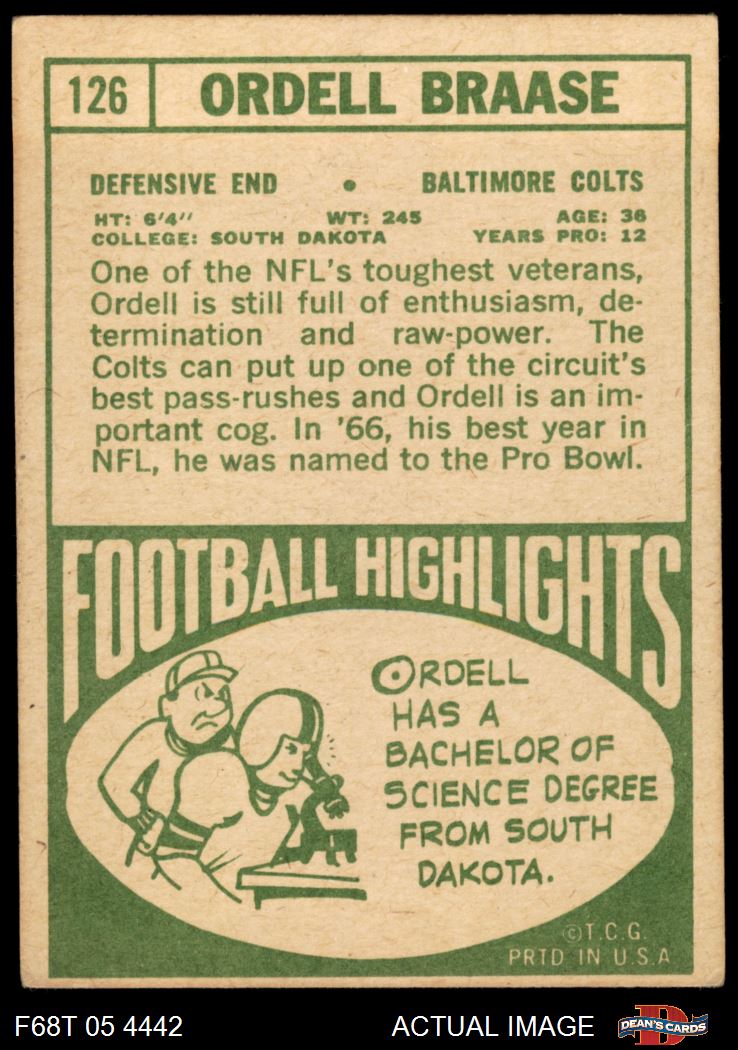 126 ORDELL BRAASE
DEFENSIVE END • BALTIMORE COLTS
HT: 6'4" WT: 245 AGE: 36
COLLEGE: SOUTH DAKOTA YEARS PRO: 12
One of the NFL's toughest veterans,
Ordell is still full of enthusiasm, de-
termination and raw-power. The
Colts can put up one of the circuit's
best pass-rushes and Ordell is an im-
portant cog. In '66, his best year in
NFL, he was named to the Pro Bowl.
FOOTBALL HIGHLIGHTS
ORDELL
HAS A
BACHELOR OF
SCIENCE DEGREE
FROM SOUTH
DAKOTA.
©T.C.G.
PRTD IN U.S.A
F68T 05 4442 ACTUAL IMAGE D DEAN'S CARDS